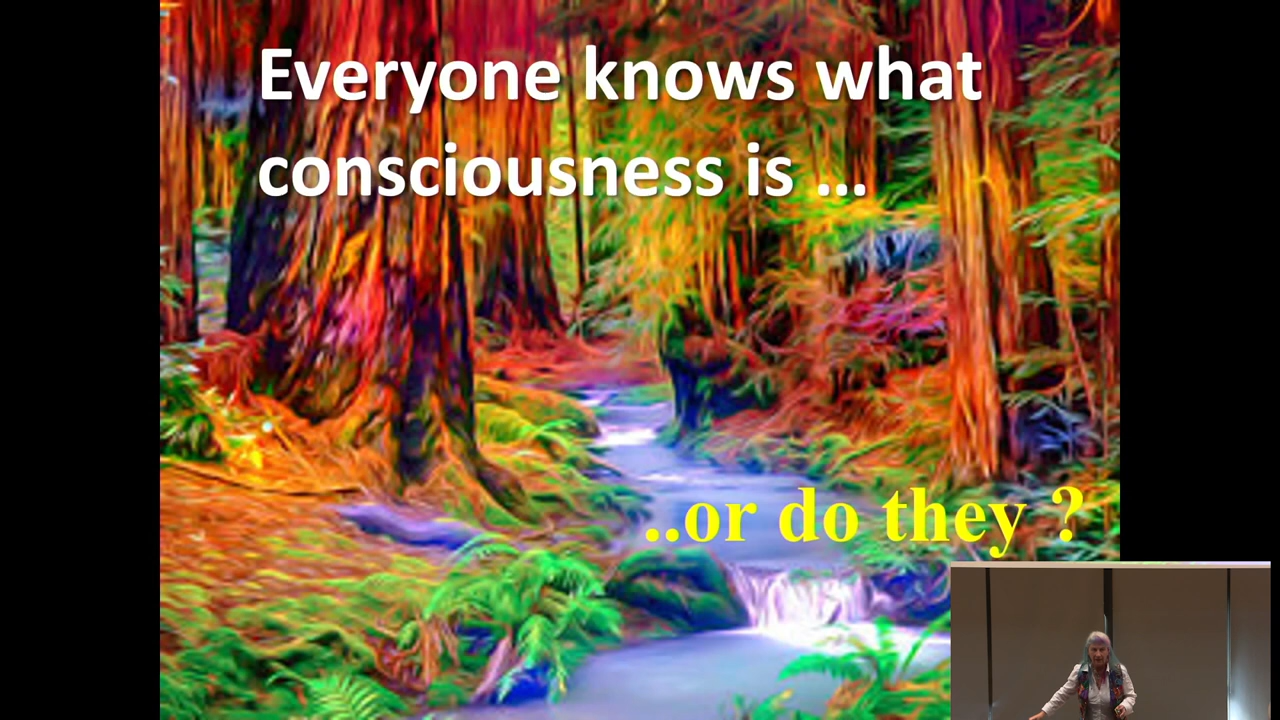 Everyone knows what
consciousness is ...
..or do they ?